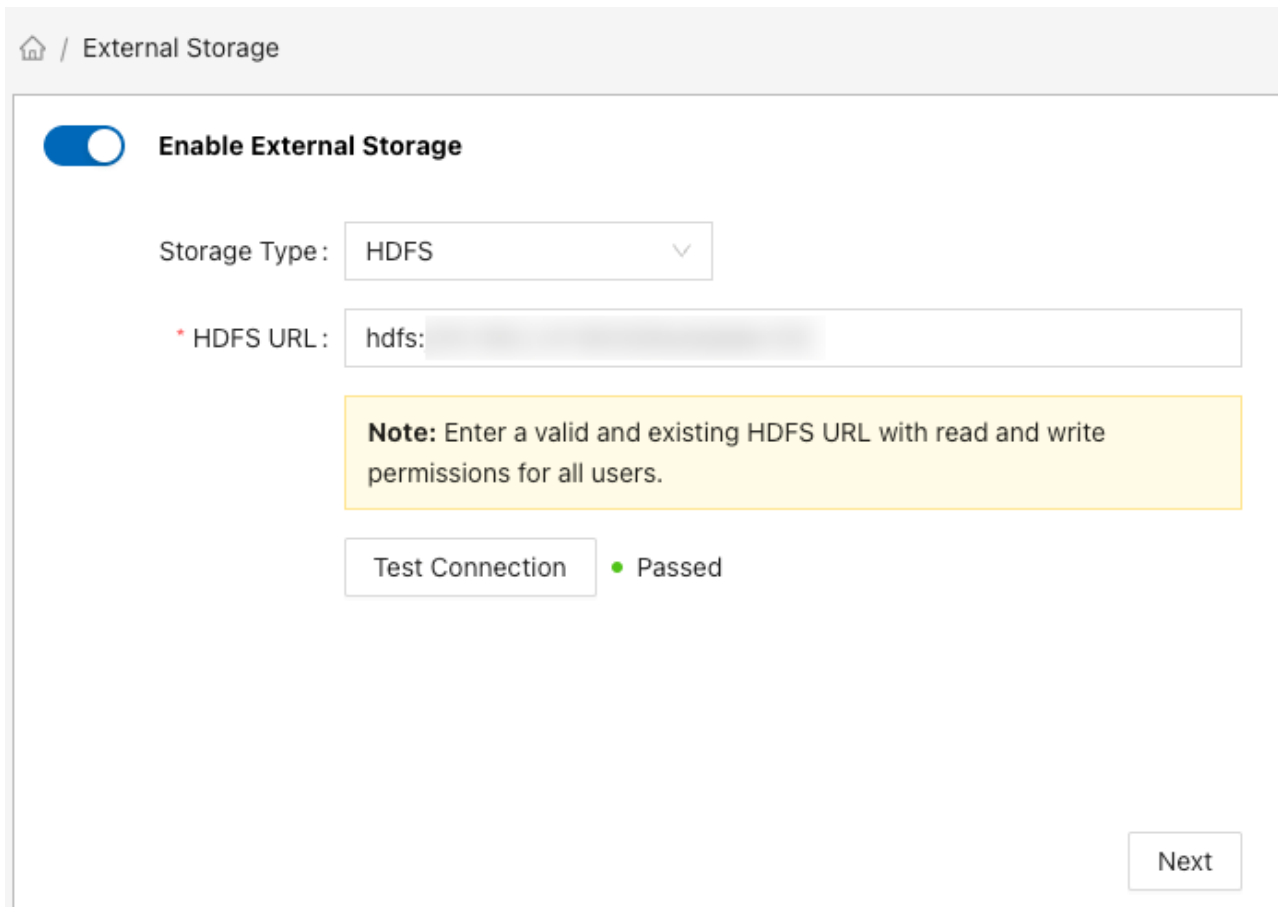 / External Storage
Enable External Storage
Storage Type: HDFS
* HDFS URL: hdfs:
Note: Enter a valid and existing HDFS URL with read and write
permissions for all users.
Test Connection Passed
Next